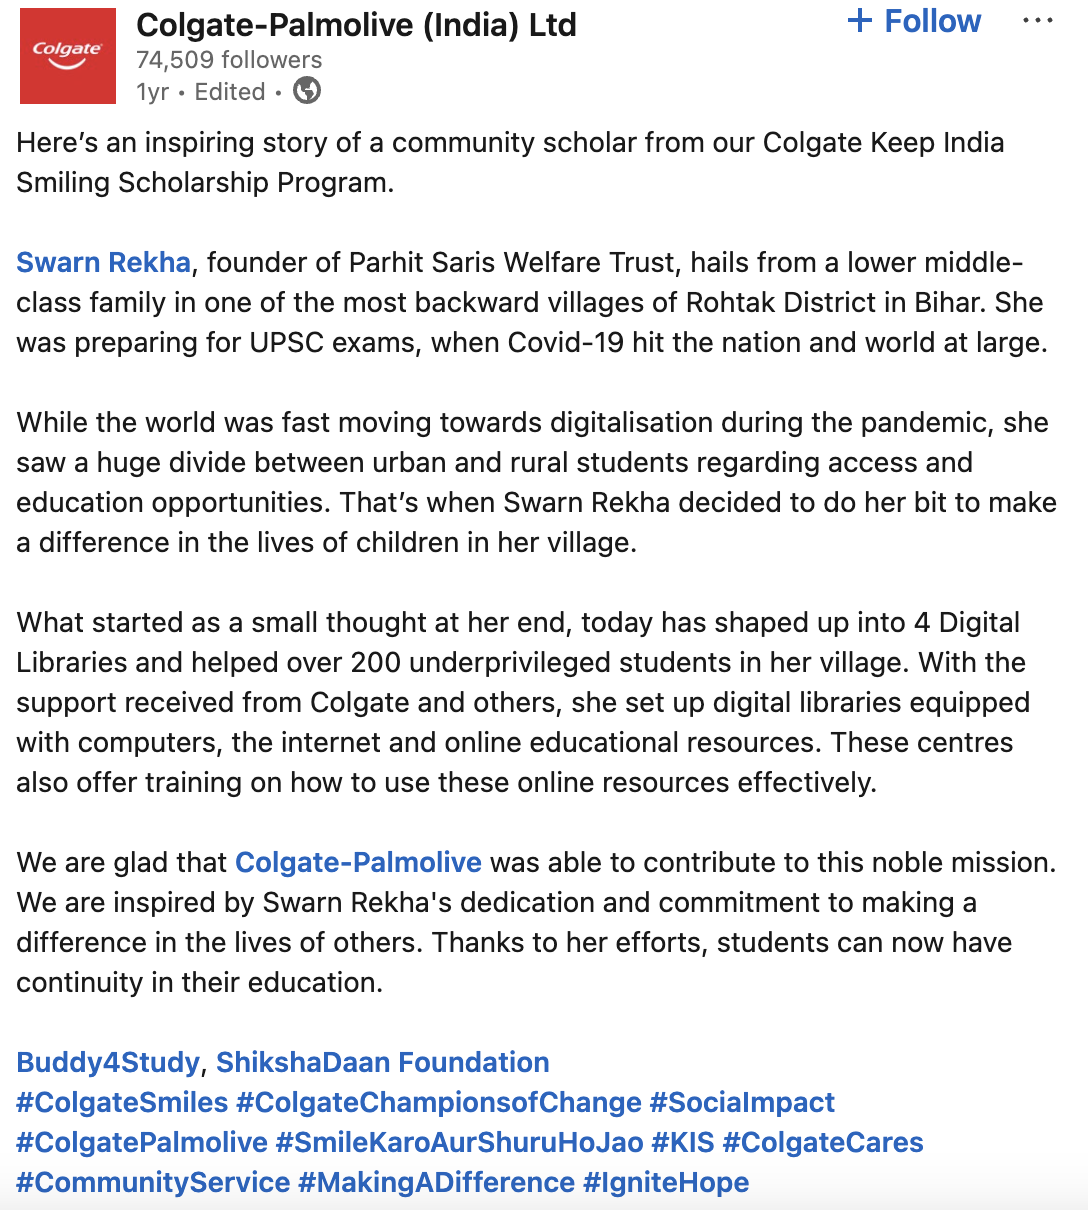 Colgate
Colgate-Palmolive (India) Ltd
+ Follow
74,509 followers
1yr • Edited •
Here’s an inspiring story of a community scholar from our Colgate Keep India
Smiling Scholarship Program.
Swarn Rekha, founder of Parhit Saris Welfare Trust, hails from a lower middle-
class family in one of the most backward villages of Rohtak District in Bihar. She
was preparing for UPSC exams, when Covid-19 hit the nation and world at large.
While the world was fast moving towards digitalisation during the pandemic, she
saw a huge divide between urban and rural students regarding access and
education opportunities. That’s when Swarn Rekha decided to do her bit to make
a difference in the lives of children in her village.
What started as a small thought at her end, today has shaped up into 4 Digital
Libraries and helped over 200 underprivileged students in her village. With the
support received from Colgate and others, she set up digital libraries equipped
with computers, the internet and online educational resources. These centres
also offer training on how to use these online resources effectively.
We are glad that Colgate-Palmolive was able to contribute to this noble mission.
We are inspired by Swarn Rekha's dedication and commitment to making a
difference in the lives of others. Thanks to her efforts, students can now have
continuity in their education.
Buddy4Study, ShikshaDaan Foundation
#ColgateSmiles #ColgateChampionsofChange #SocialImpact
#ColgatePalmolive #SmileKaroAurShuruHoJao #KIS #ColgateCares
#CommunityService #MakingADifference #IgniteHope